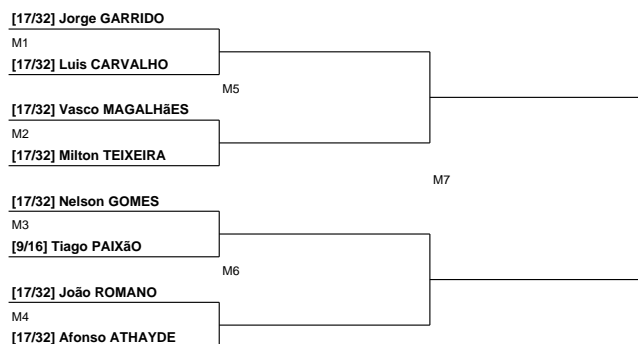 [17/32] Jorge GARRIDO
M1
[17/32] Luis CARVALHO
M5
[17/32] Vasco MAGALHãES
M2
[17/32] Milton TEIXEIRA
M7
[17/32] Nelson GOMES
M3
[9/16] Tiago PAIXãO
M6
[17/32] João ROMANO
M4
[17/32] Afonso ATHAYDE